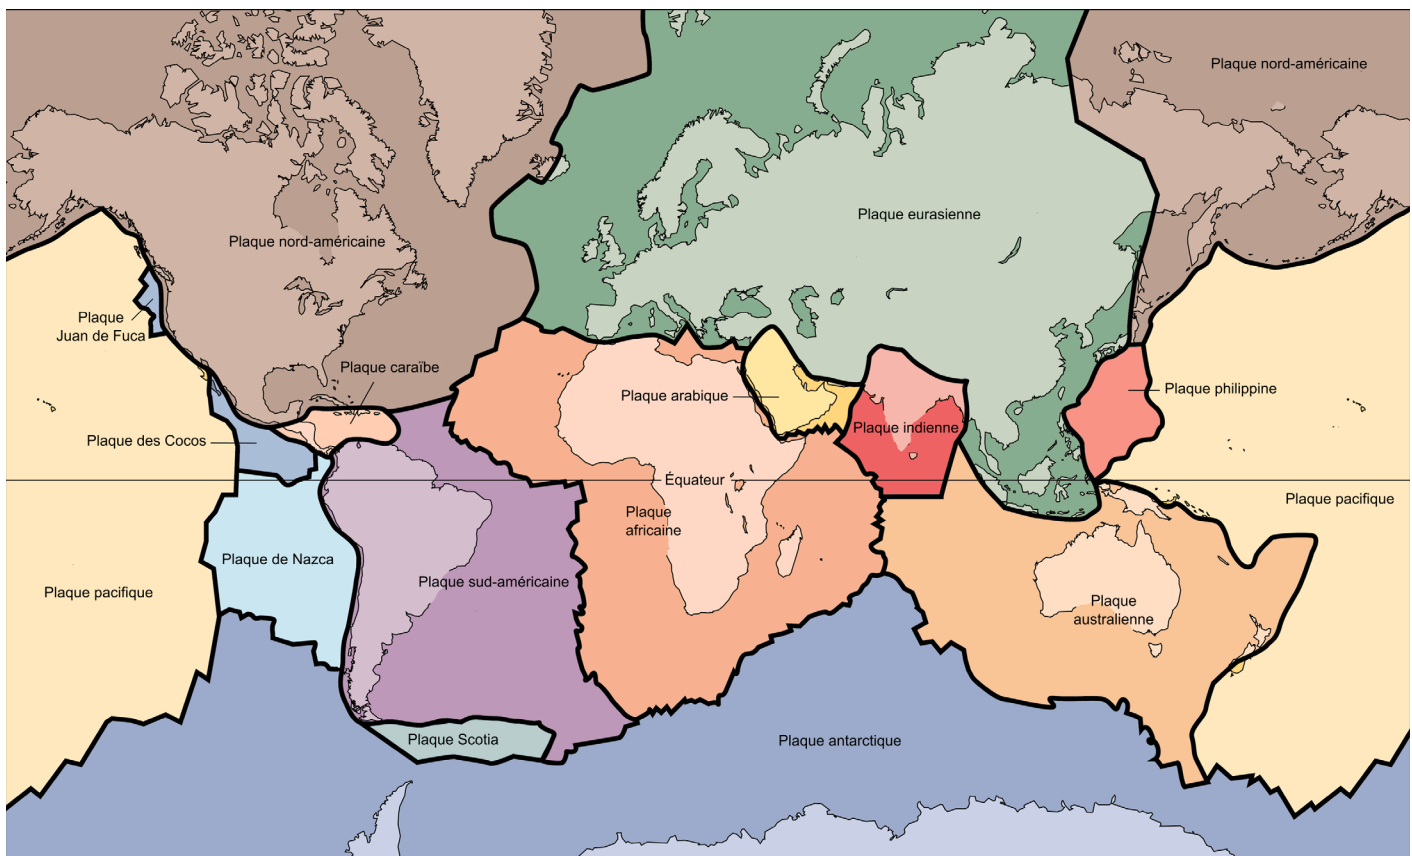 Plaque nord-américaine
Plaque eurasienne
Plaque nord-américaine
Plaque
Juan de Fuca
Plaque caraïbe
Plaque arabique
Plaque philippine
Plaque indienne
Plaque des Cocos
Équateur
Plaque pacifique
Plaque
africaine
Plaque de Nazca
Plaque sud-américaine
Plaque pacifique
Plaque
australienne
Plaque Scotia
Plaque antarctique